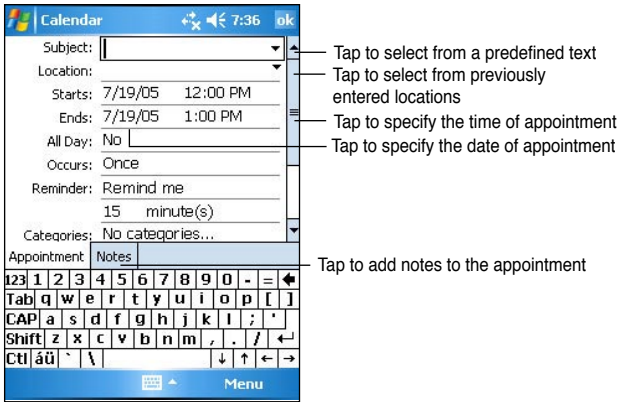 Calendar 7:36 ok
Subject:
Location:
Starts: 7/19/05 12:00 PM
Ends: 7/19/05 1:00 PM
All Day: No
Occurs: Once
Reminder: Remind me
15 minute(s)
Categories: No categories...
Appointment Notes
123 1 2 3 4 5 6 7 8 9 0 - =
Tab q w e r t y u i o p [ ]
CAP a s d f g h j k l ; '
Shift z x c v b n m , . /
Ctl áü ` \
Menu
Tap to select from a predefined text
Tap to select from previously
entered locations
Tap to specify the time of appointment
Tap to specify the date of appointment
Tap to add notes to the appointment